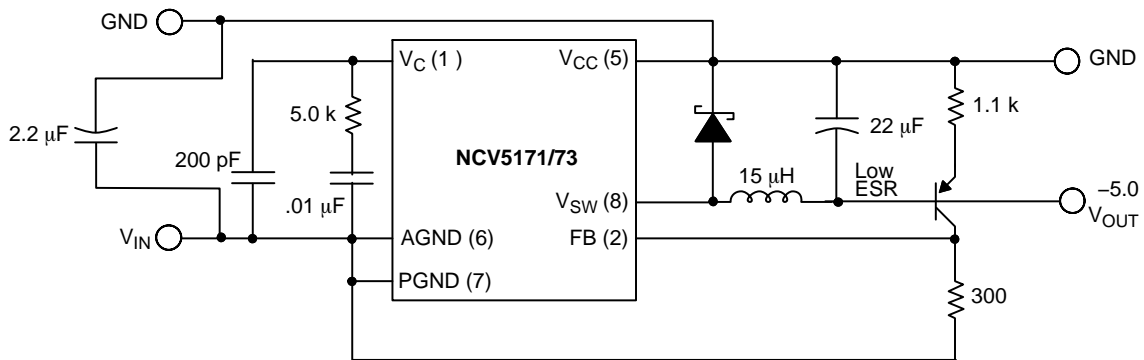 GND
V_C (1 )
V_CC (5)
GND
5.0 k
1.1 k
2.2 μF
200 pF
NCV5171/73
22 μF
15 μH
Low
ESR
.01 μF
V_SW (8)
–5.0
V_OUT
V_IN
AGND (6)
FB (2)
PGND (7)
300